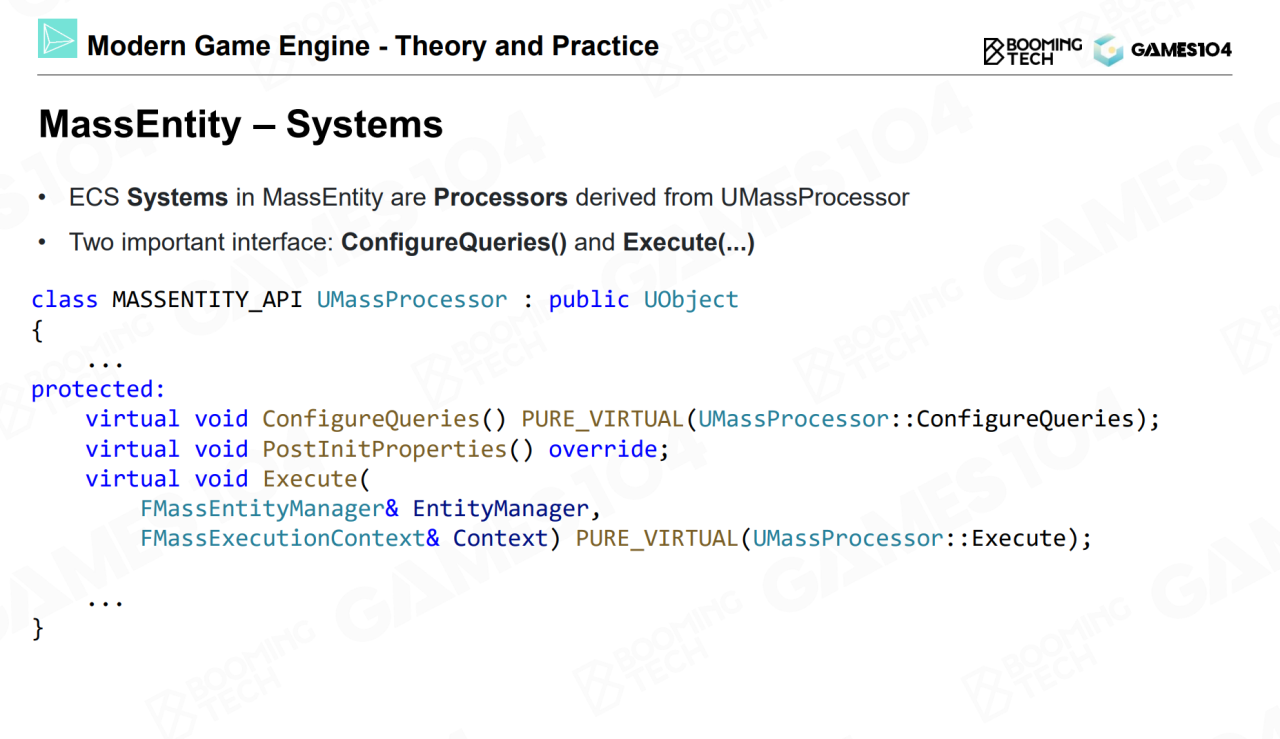 Modern Game Engine - Theory and Practice
BOOMING
TECH
GAMES104
MassEntity – Systems
• ECS Systems in MassEntity are Processors derived from UMassProcessor
• Two important interface: ConfigureQueries() and Execute(...)
class MASSENTITY_API UMassProcessor : public UObject
{
    ...
protected:
    virtual void ConfigureQueries() PURE_VIRTUAL(UMassProcessor::ConfigureQueries);
    virtual void PostInitProperties() override;
    virtual void Execute(
        FMassEntityManager& EntityManager,
        FMassExecutionContext& Context) PURE_VIRTUAL(UMassProcessor::Execute);
    ...
}